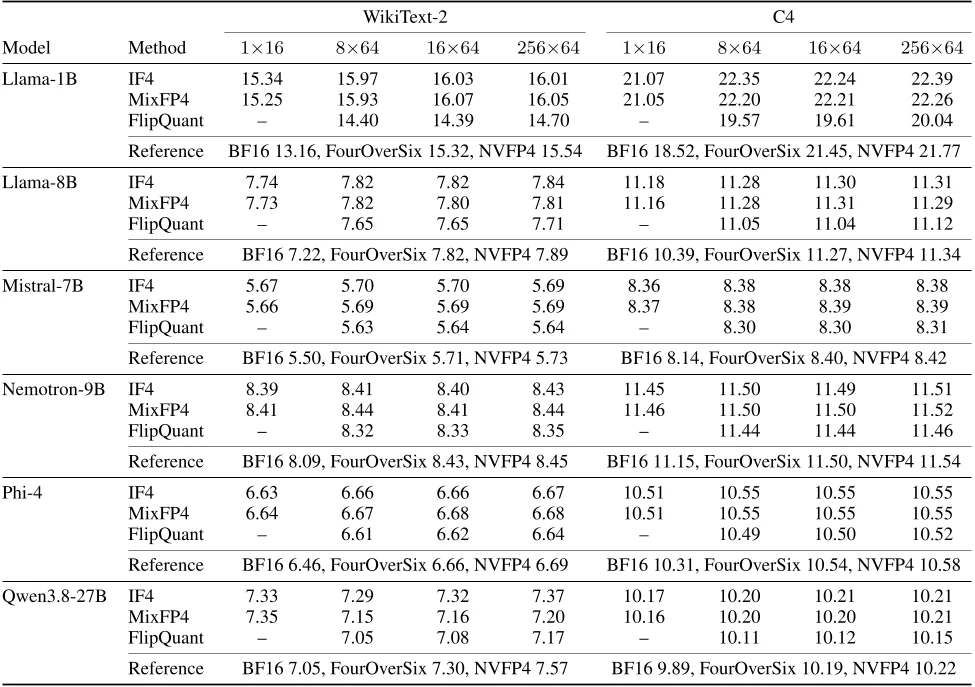 WikiText-2 C4
Model Method 1×16 8×64 16×64 256×64 1×16 8×64 16×64 256×64
Llama-1B IF4 15.34 15.97 16.03 16.01 21.07 22.35 22.24 22.39
MixFP4 15.25 15.93 16.07 16.05 21.05 22.20 22.21 22.26
FlipQuant – 14.40 14.39 14.70 – 19.57 19.61 20.04
Reference BF16 13.16, FourOverSix 15.32, NVFP4 15.54 BF16 18.52, FourOverSix 21.45, NVFP4 21.77
Llama-8B IF4 7.74 7.82 7.82 7.84 11.18 11.28 11.30 11.31
MixFP4 7.73 7.82 7.80 7.81 11.16 11.28 11.31 11.29
FlipQuant – 7.65 7.65 7.71 – 11.05 11.04 11.12
Reference BF16 7.22, FourOverSix 7.82, NVFP4 7.89 BF16 10.39, FourOverSix 11.27, NVFP4 11.34
Mistral-7B IF4 5.67 5.70 5.70 5.69 8.36 8.38 8.38 8.38
MixFP4 5.66 5.69 5.69 5.69 8.37 8.38 8.39 8.39
FlipQuant – 5.63 5.64 5.64 – 8.30 8.30 8.31
Reference BF16 5.50, FourOverSix 5.71, NVFP4 5.73 BF16 8.14, FourOverSix 8.40, NVFP4 8.42
Nemotron-9B IF4 8.39 8.41 8.40 8.43 11.45 11.50 11.49 11.51
MixFP4 8.41 8.44 8.41 8.44 11.46 11.50 11.50 11.52
FlipQuant – 8.32 8.33 8.35 – 11.44 11.44 11.46
Reference BF16 8.09, FourOverSix 8.43, NVFP4 8.45 BF16 11.15, FourOverSix 11.50, NVFP4 11.54
Phi-4 IF4 6.63 6.66 6.66 6.67 10.51 10.55 10.55 10.55
MixFP4 6.64 6.67 6.68 6.68 10.51 10.55 10.55 10.55
FlipQuant – 6.61 6.62 6.64 – 10.49 10.50 10.52
Reference BF16 6.46, FourOverSix 6.66, NVFP4 6.69 BF16 10.31, FourOverSix 10.54, NVFP4 10.58
Qwen3.8-27B IF4 7.33 7.29 7.32 7.37 10.17 10.20 10.21 10.21
MixFP4 7.35 7.15 7.16 7.20 10.16 10.20 10.20 10.21
FlipQuant – 7.05 7.08 7.17 – 10.11 10.12 10.15
Reference BF16 7.05, FourOverSix 7.30, NVFP4 7.57 BF16 9.89, FourOverSix 10.19, NVFP4 10.22